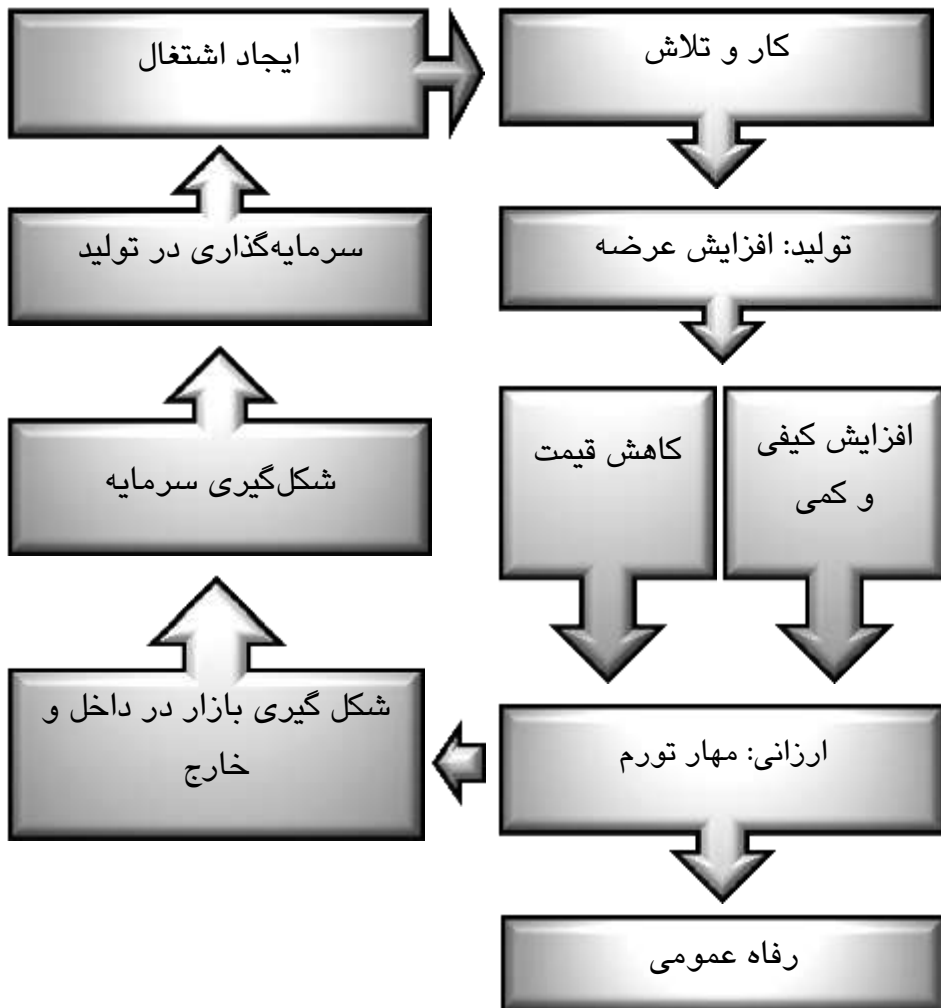 کار و تلاش
ایجاد اشتغال
تولید: افزایش عرضه
سرمایه‌گذاری در تولید
افزایش کیفی
و کمی
کاهش قیمت
شکل‌گیری سرمایه
ارزانی: مهار تورم
شکل گیری بازار در داخل و
خارج
رفاه عمومی